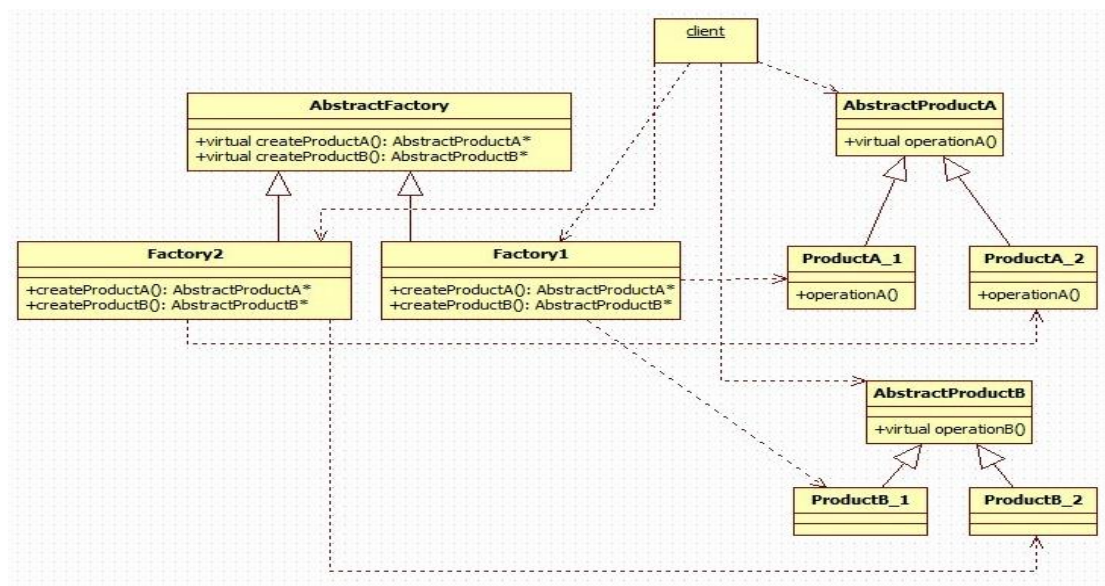 client
AbstractFactory
+virtual createProductA(): AbstractProductA*
+virtual createProductB(): AbstractProductB*
AbstractProductA
+virtual operationA()
Factory2
+createProductA(): AbstractProductA*
+createProductB(): AbstractProductB*
Factory1
+createProductA(): AbstractProductA*
+createProductB(): AbstractProductB*
ProductA_1
+operationA()
ProductA_2
+operationA()
AbstractProductB
+virtual operationB()
ProductB_1
ProductB_2